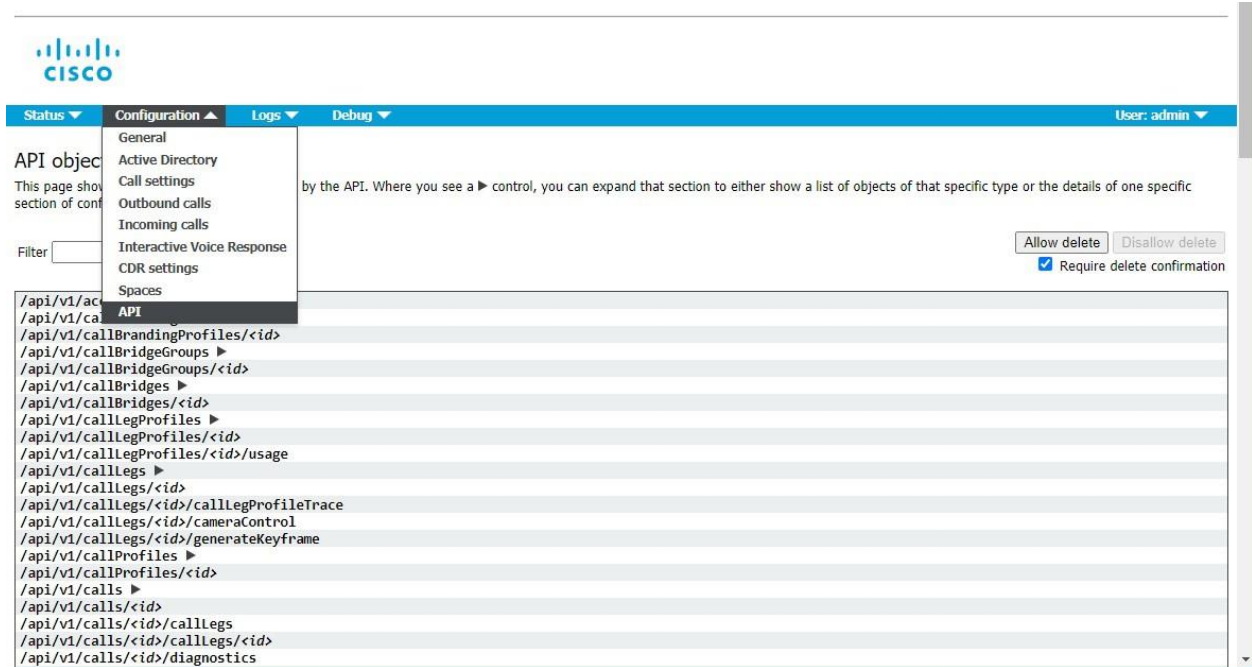 CISCO
Status ▼ Configuration ▲ Logs ▼ Debug ▼ User: admin ▼
General
Active Directory
Call settings
Outbound calls
Incoming calls
Interactive Voice Response
CDR settings
Spaces
API
API objec
This page sho by the API. Where you see a ▶ control, you can expand that section to either show a list of objects of that specific type or the details of one specific
section of conf
Filter
Allow delete Disallow delete
Require delete confirmation
/api/v1/ac
/api/v1/ca
/api/v1/callBrandingProfiles/<id>
/api/v1/callBridgeGroups ▶
/api/v1/callBridgeGroups/<id>
/api/v1/callBridges ▶
/api/v1/callBridges/<id>
/api/v1/callLegProfiles ▶
/api/v1/callLegProfiles/<id>
/api/v1/callLegProfiles/<id>/usage
/api/v1/callLegs ▶
/api/v1/callLegs/<id>
/api/v1/callLegs/<id>/callLegProfileTrace
/api/v1/callLegs/<id>/cameraControl
/api/v1/callLegs/<id>/generateKeyframe
/api/v1/callProfiles ▶
/api/v1/callProfiles/<id>
/api/v1/calls ▶
/api/v1/calls/<id>
/api/v1/calls/<id>/callLegs
/api/v1/calls/<id>/callLegs/<id>
/api/v1/calls/<id>/diagnostics